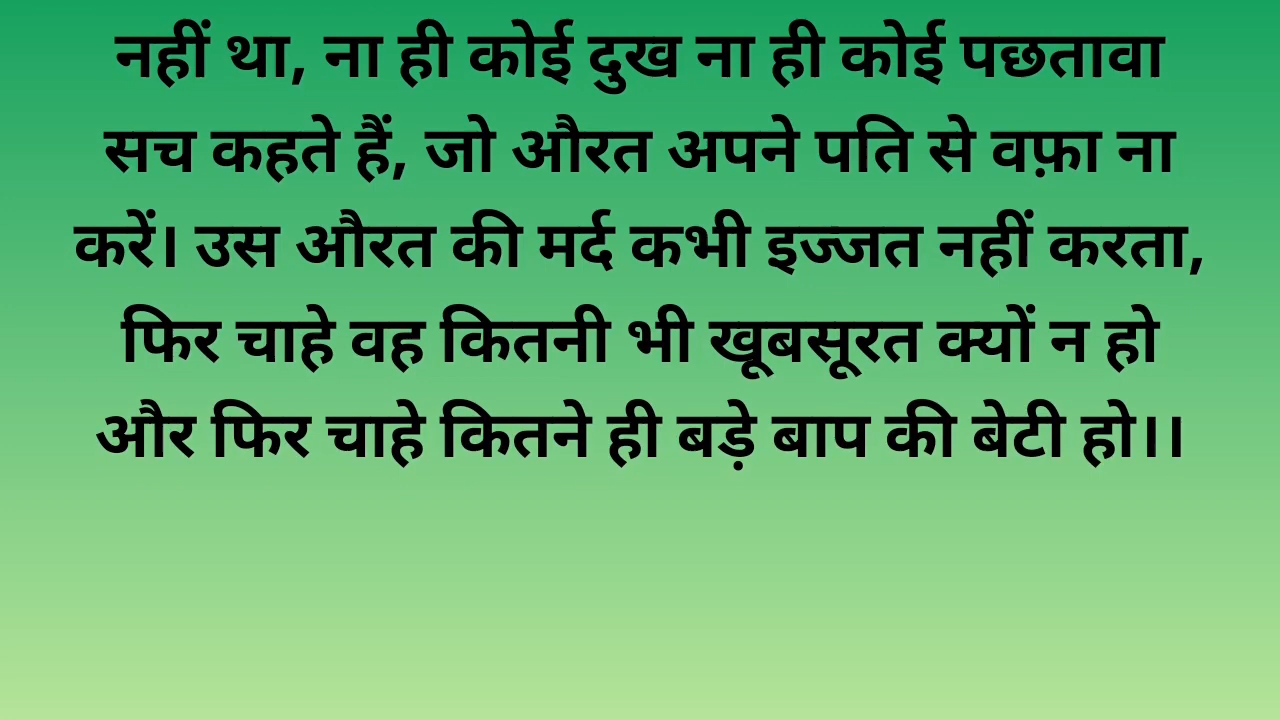 नहीं था, ना ही कोई दुख ना ही कोई पछतावा
सच कहते हैं, जो औरत अपने पति से वफ़ा ना
करें। उस औरत की मर्द कभी इज्जत नहीं करता,
फिर चाहे वह कितनी भी खूबसूरत क्यों न हो
और फिर चाहे कितने ही बड़े बाप की बेटी हो।।